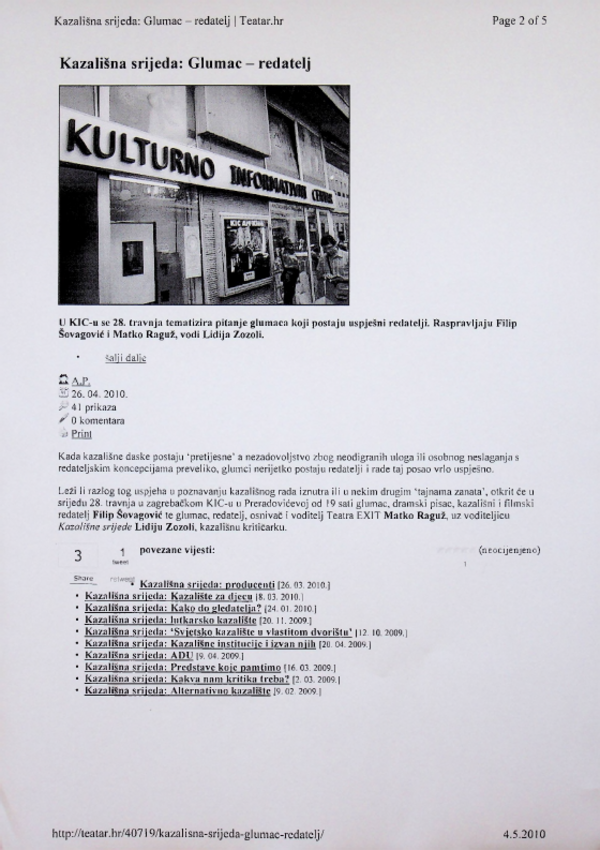 Kazališna srijeda: Glumac – redatelj | Teatar.hr
Page 2 of 5
Kazališna srijeda: Glumac – redatelj
KULTURNO INFORMATIVNI CENTAR
U KIC-u se 28. travnja tematizira pitanje glumaca koji postaju uspješni redatelji. Raspravljaju Filip
Šovagović i Matko Raguž, vodi Lidija Zozoli.
• šalji dalje
A.P.
26. 04. 2010.
41 prikaza
0 komentara
Print
Kada kazališne daske postaju ‘pretijesne’ a nezadovoljstvo zbog neodigranih uloga ili osobnog neslaganja s
redateljskim koncepcijama preveliko, glumci nerijetko postaju redatelji i rade taj posao vrlo uspješno.
Leži li razlog tog uspjeha u poznavanju kazališnog rada iznutra ili u nekim drugim ‘tajnama zanata’, otkrit će u
srijedu 28. travnja u zagrebačkom KIC-u u Preradovićevoj od 19 sati glumac, dramski pisac, kazališni i filmski
redatelj Filip Šovagović te glumac, redatelj, osnivač i voditelj Teatra EXIT Matko Raguž, uz voditeljicu
Kazališne srijede Lidiju Zozoli, kazališnu kritičarku.
3
1
povezane vijesti:
(neocijenjeno)
tweet
1
Share
retweet
• Kazališna srijeda: producenti [26. 03. 2010.]
• Kazališna srijeda: Kazalište za djecu [8. 03. 2010.]
• Kazališna srijeda: Kako do gledatelja? [24. 01. 2010.]
• Kazališna srijeda: lutkarsko kazalište [20. 11. 2009.]
• Kazališna srijeda: ‘Svjetsko kazalište u vlastitom dvorištu’ [12. 10. 2009.]
• Kazališna srijeda: Kazališne institucije i izvan njih [20. 04. 2009.]
• Kazališna srijeda: ADU [9. 04. 2009.]
• Kazališna srijeda: Predstave koje pamtimo [16. 03. 2009.]
• Kazališna srijeda: Kakva nam kritika treba? [2. 03. 2009.]
• Kazališna srijeda: Alternativno kazalište [9. 02. 2009.]
http://teatar.hr/40719/kazalisna-srijeda-glumac-redatelj/
4.5.2010